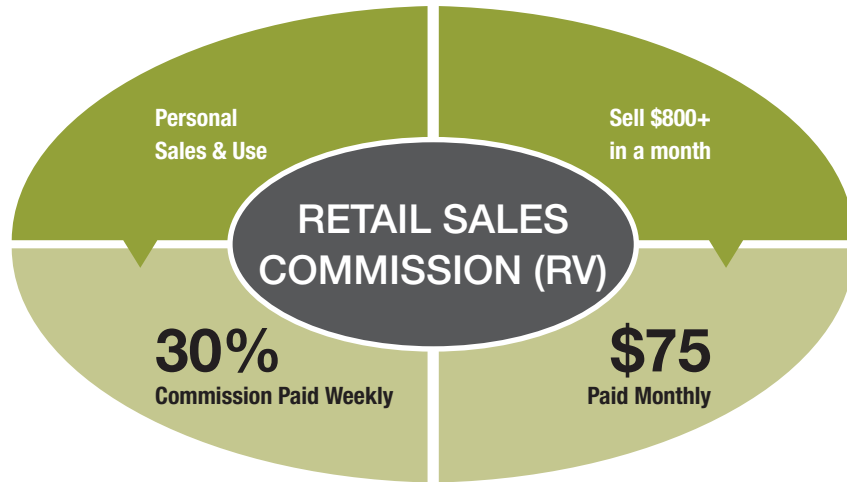 Personal
Sales & Use
Sell $800+
in a month
RETAIL SALES
COMMISSION (RV)
30%
Commission Paid Weekly
$75
Paid Monthly